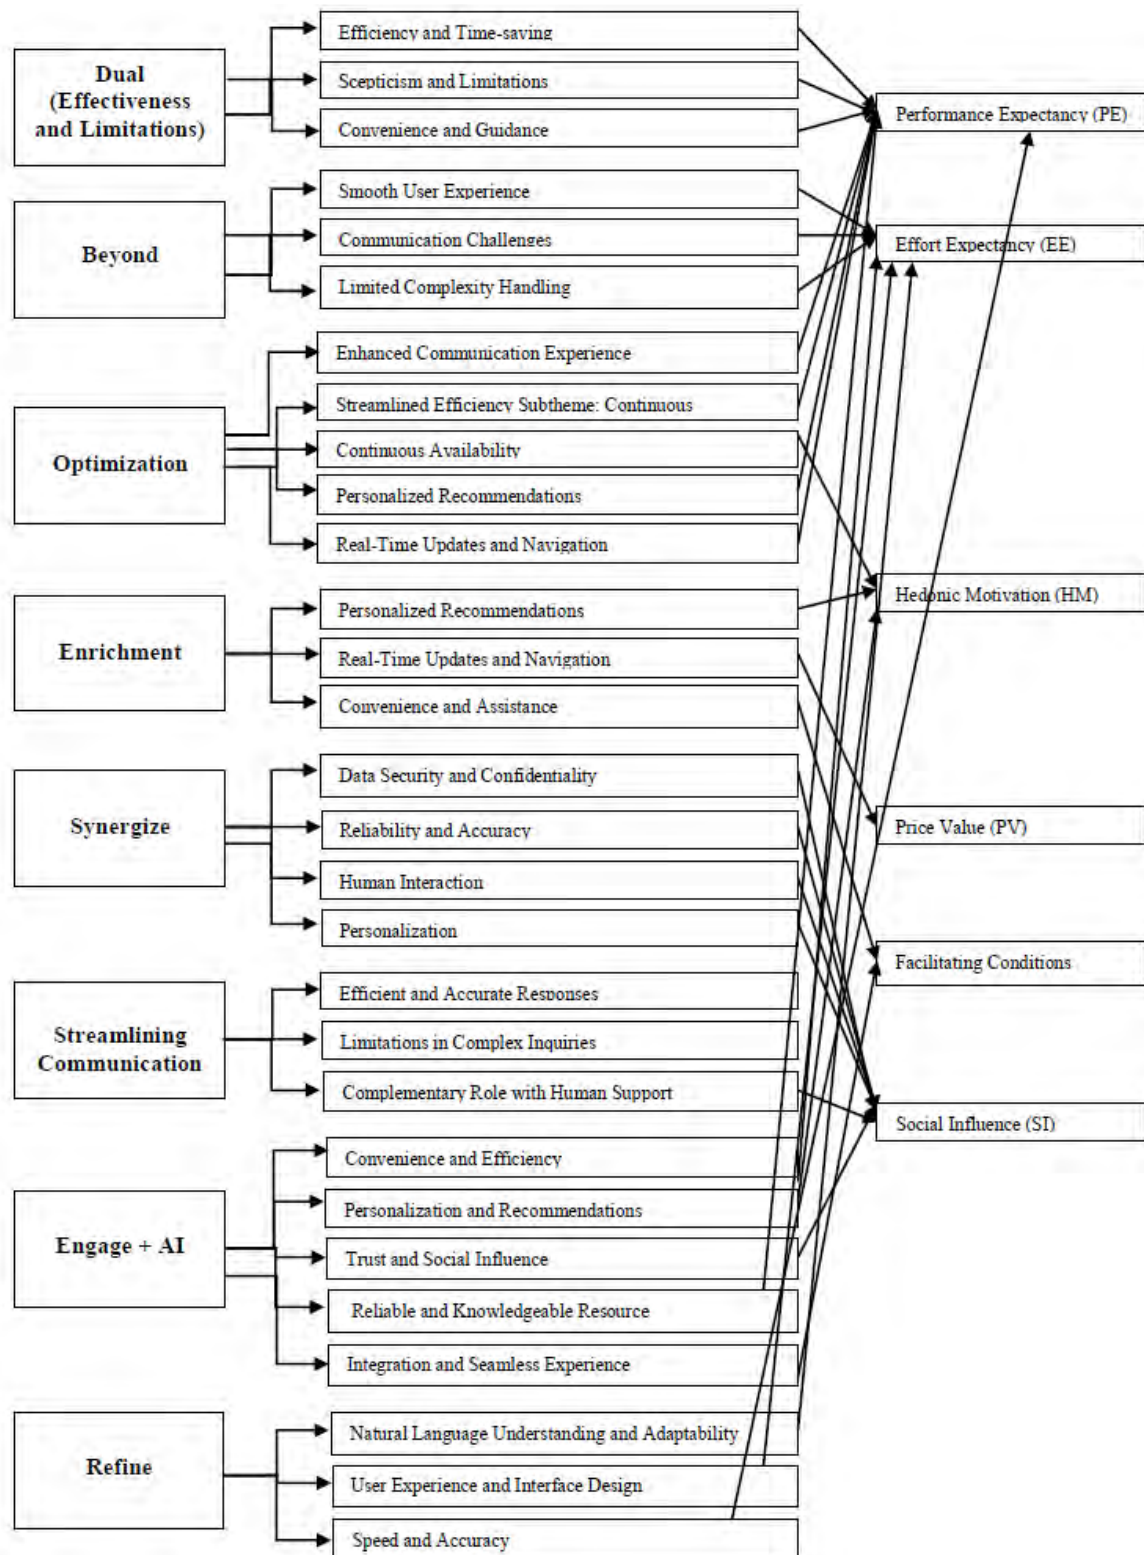 Dual
(Effectiveness
and Limitations)
Efficiency and Time-saving
Scepticism and Limitations
Convenience and Guidance
Beyond
Smooth User Experience
Communication Challenges
Limited Complexity Handling
Optimization
Enhanced Communication Experience
Streamlined Efficiency Subtheme: Continuous
Continuous Availability
Personalized Recommendations
Real-Time Updates and Navigation
Enrichment
Personalized Recommendations
Real-Time Updates and Navigation
Convenience and Assistance
Synergize
Data Security and Confidentiality
Reliability and Accuracy
Human Interaction
Personalization
Streamlining
Communication
Efficient and Accurate Responses
Limitations in Complex Inquiries
Complementary Role with Human Support
Engage + AI
Convenience and Efficiency
Personalization and Recommendations
Trust and Social Influence
Reliable and Knowledgeable Resource
Integration and Seamless Experience
Refine
Natural Language Understanding and Adaptability
User Experience and Interface Design
Speed and Accuracy
Performance Expectancy (PE)
Effort Expectancy (EE)
Hedonic Motivation (HM)
Price Value (PV)
Facilitating Conditions
Social Influence (SI)